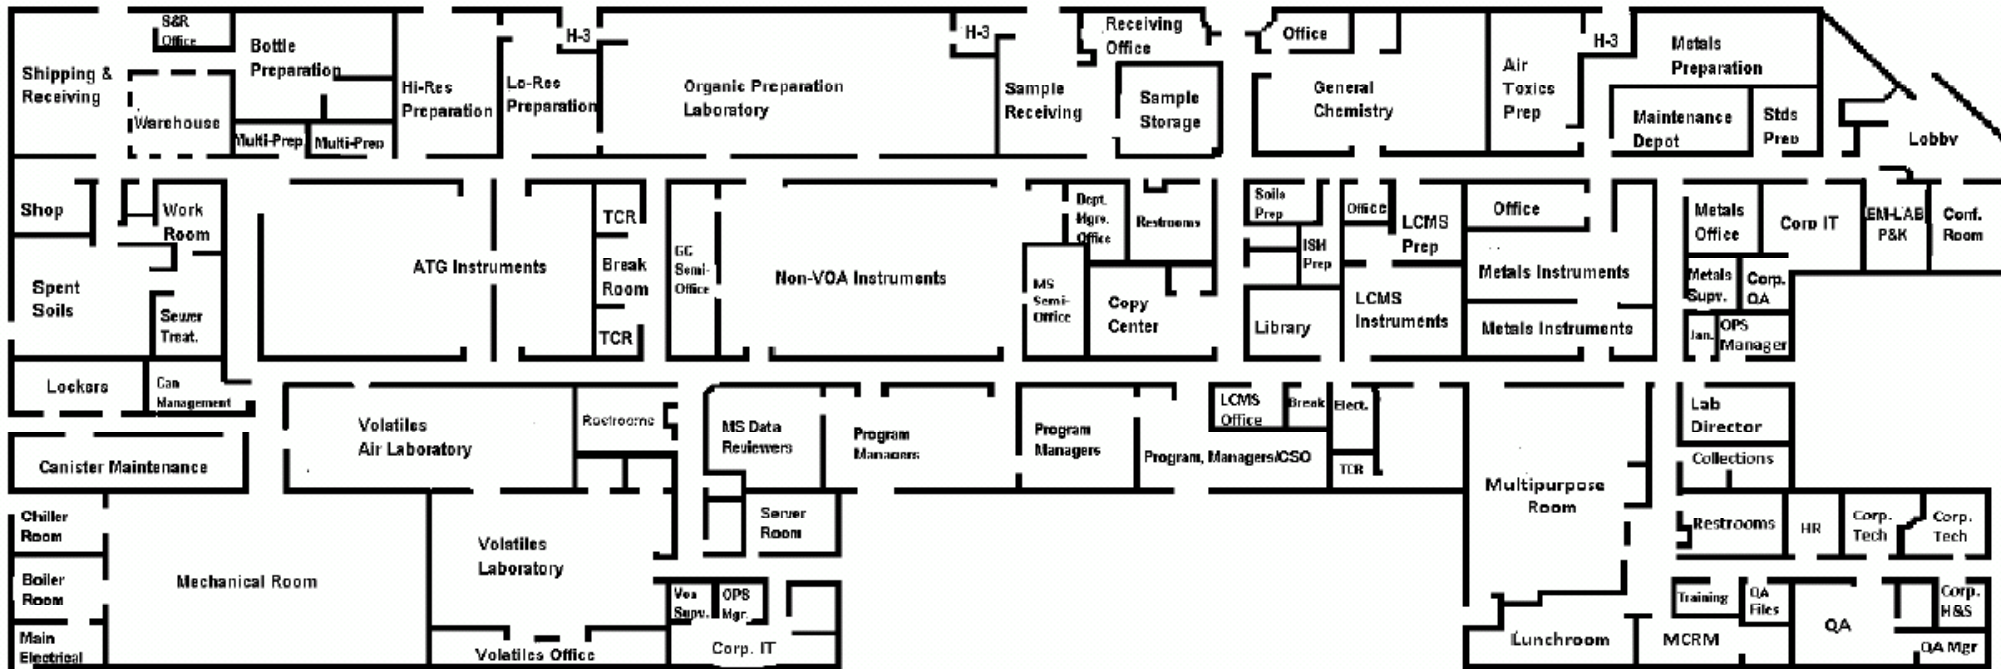 S&R
Office
Bottle
Preparation
Shipping &
Receiving
Warehouse
Multi-Prep
Multi-Prep
Hi-Res
Preparation
Lo-Res
Preparation
H-3
Organic Preparation
Laboratory
H-3
Sample
Receiving
Receiving
Office
Sample
Storage
Office
General
Chemistry
Air
Toxics
Prep
H-3
Metals
Preparation
Maintenance
Depot
Stds
Prep
Lobby
Shop
Work
Room
Spent
Soils
Sewer
Treat.
ATG Instruments
TCR
Break
Room
TCR
GC
Semi-
Office
Non-VOA Instruments
MS
Semi-
Office
Dept.
Mgrs.
Office
Restrooms
Copy
Center
Soils
Prep
ISM
Prep
Library
Office
LCMS
Prep
LCMS
Instruments
Office
Metals Instruments
Metals Instruments
Metals
Office
Corp IT
EM-LAB
P&K
Conf.
Room
Metals
Supv.
Corp.
QA
Jan.
OPS
Manager
Lockers
Can
Management
Volatiles
Air Laboratory
Restrooms
MS Data
Reviewers
Program
Managers
Program
Managers
LCMS
Office
Break
Elect.
Program, Managers/CSO
TCR
Multipurpose
Room
Lab
Director
Collections
Canister Maintenance
Chiller
Room
Boiler
Room
Main
Electrical
Mechanical Room
Volatiles
Laboratory
Server
Room
Voa
Supv.
OPS
Mgr.
Corp. IT
Volatiles Office
Restrooms
HR
Corp.
Tech
Corp.
Tech
Training
QA
Files
QA
Corp.
H&S
Lunchroom
MCRM
QA Mgr